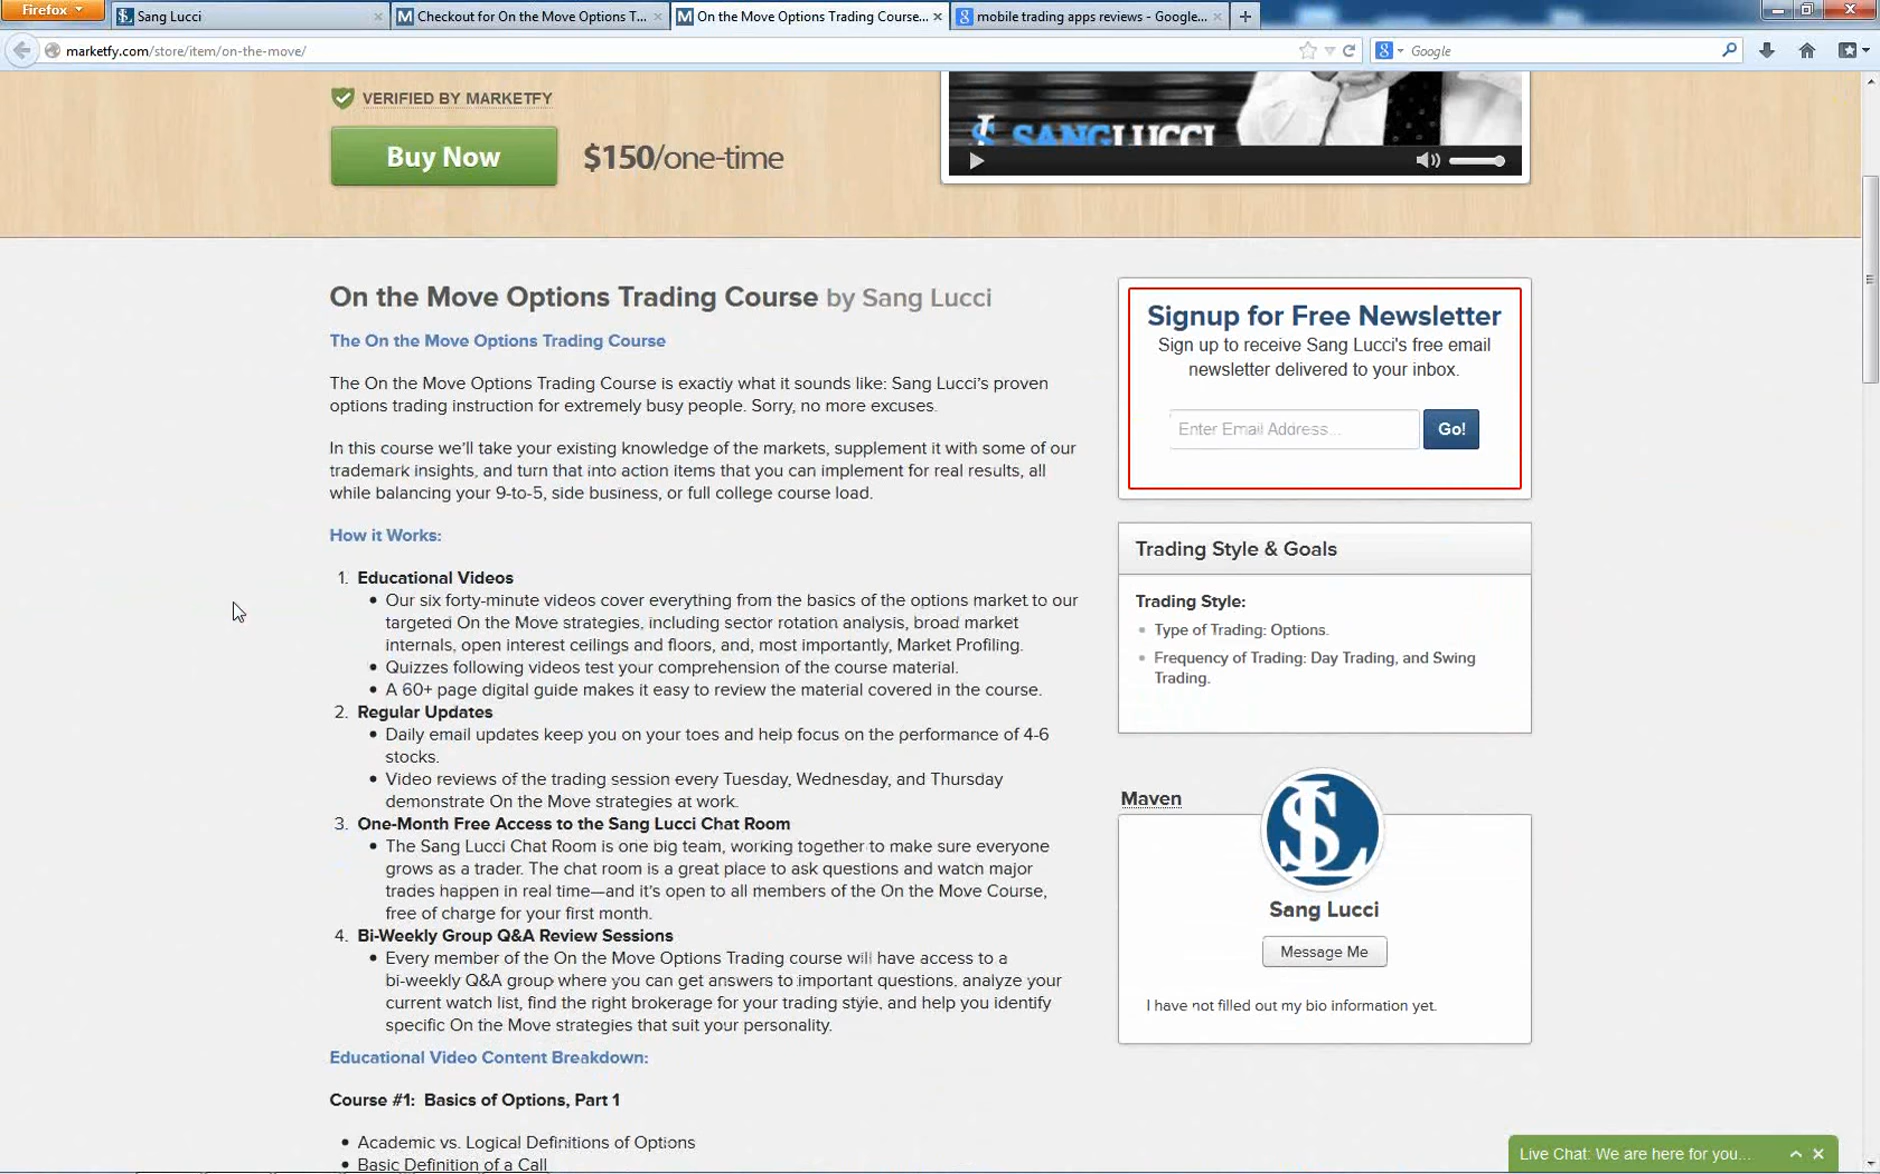 Firefox
Sang Lucci
Checkout for On the Move Options T...
On the Move Options Trading Course...
mobile trading apps reviews - Google...
marketfy.com/store/item/on-the-move/
Google
VERIFIED BY MARKETFY
Buy Now
$150/one-time
SANGLUCCI
On the Move Options Trading Course by Sang Lucci
The On the Move Options Trading Course
The On the Move Options Trading Course is exactly what it sounds like: Sang Lucci's proven
options trading instruction for extremely busy people. Sorry, no more excuses.
In this course we'll take your existing knowledge of the markets, supplement it with some of our
trademark insights, and turn that into action items that you can implement for real results, all
while balancing your 9-to-5, side business, or full college course load.
How it Works:
1. Educational Videos
• Our six forty-minute videos cover everything from the basics of the options market to our
targeted On the Move strategies, including sector rotation analysis, broad market
internals, open interest ceilings and floors, and, most importantly, Market Profiling.
• Quizzes following videos test your comprehension of the course material.
• A 60+ page digital guide makes it easy to review the material covered in the course.
2. Regular Updates
• Daily email updates keep you on your toes and help focus on the performance of 4-6
stocks.
• Video reviews of the trading session every Tuesday, Wednesday, and Thursday
demonstrate On the Move strategies at work.
3. One-Month Free Access to the Sang Lucci Chat Room
• The Sang Lucci Chat Room is one big team, working together to make sure everyone
grows as a trader. The chat room is a great place to ask questions and watch major
trades happen in real time—and it's open to all members of the On the Move Course,
free of charge for your first month.
4. Bi-Weekly Group Q&A Review Sessions
• Every member of the On the Move Options Trading course will have access to a
bi-weekly Q&A group where you can get answers to important questions, analyze your
current watch list, find the right brokerage for your trading style, and help you identify
specific On the Move strategies that suit your personality.
Educational Video Content Breakdown:
Course #1: Basics of Options, Part 1
• Academic vs. Logical Definitions of Options
• Basic Definition of a Call
Signup for Free Newsletter
Sign up to receive Sang Lucci's free email
newsletter delivered to your inbox.
Enter Email Address...
Go!
Trading Style & Goals
Trading Style:
Type of Trading: Options.
Frequency of Trading: Day Trading, and Swing
Trading.
Maven
Sang Lucci
Message Me
I have not filled out my bio information yet.
Live Chat: We are here for you...